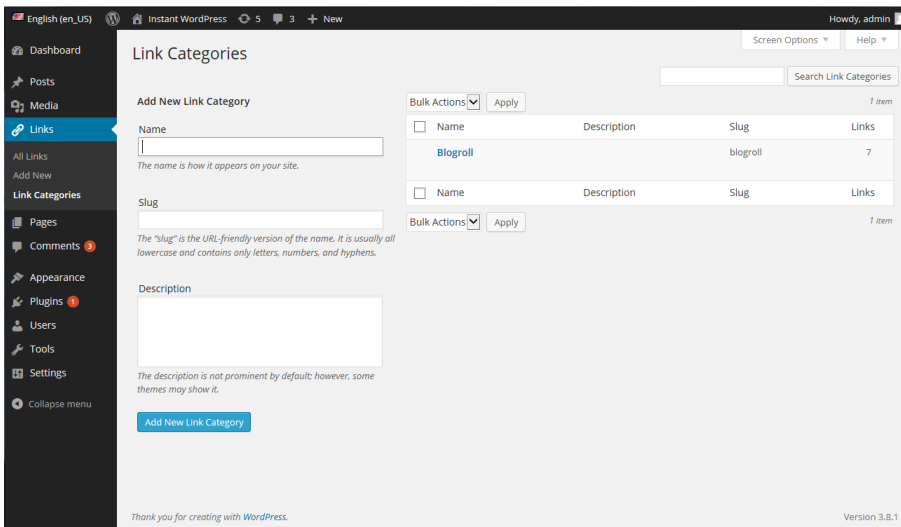 English (en_US) Instant WordPress 5 3 + New Howdy, admin
Screen Options Help
Dashboard
Posts
Media
Links
All Links
Add New
Link Categories
Pages
Comments 3
Appearance
Plugins 1
Users
Tools
Settings
Collapse menu
Link Categories
Search Link Categories
Add New Link Category
Name
The name is how it appears on your site.
Slug
The “slug” is the URL-friendly version of the name. It is usually all
lowercase and contains only letters, numbers, and hyphens.
Description
The description is not prominent by default; however, some
themes may show it.
Add New Link Category
Bulk Actions Apply 1 item
Name Description Slug Links
Blogroll blogroll 7
Name Description Slug Links
Bulk Actions Apply 1 item
Thank you for creating with WordPress. Version 3.8.1